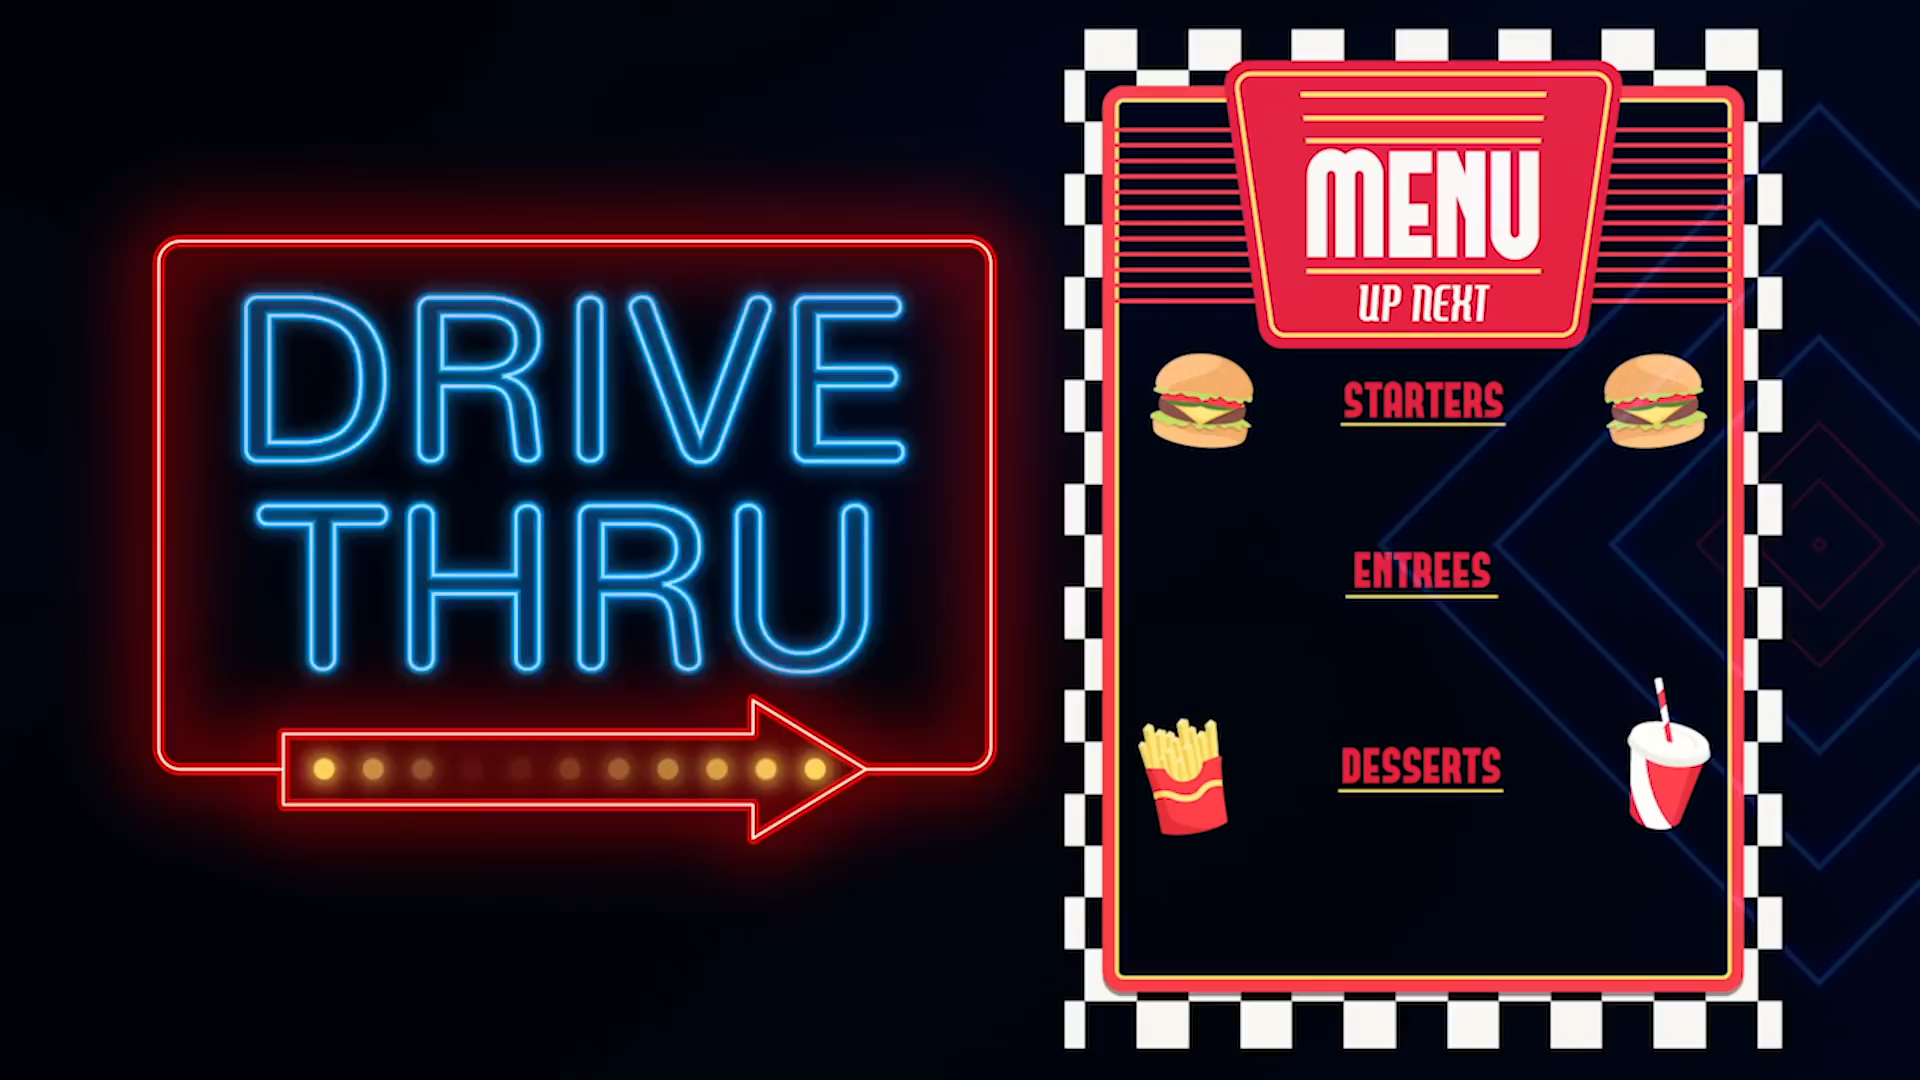 DRIVE
THRU
MENU
UP NEXT
STARTERS
ENTREES
DESSERTS